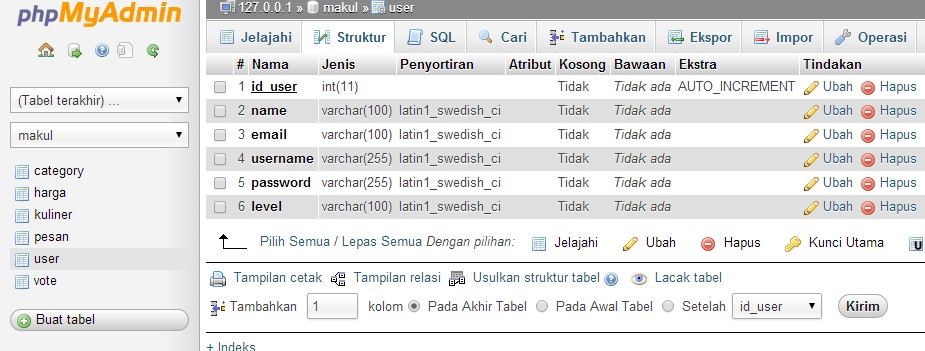 phpMyAdmin
(Tabel terakhir) ...
makul
category
harga
kuliner
pesan
user
vote
Buat tabel
127.0.0.1 » makul » user
Jelajahi Struktur SQL Cari Tambahkan Ekspor Impor Operasi
# Nama Jenis Penyortiran Atribut Kosong Bawaan Ekstra Tindakan
1 id_user int(11) Tidak Tidak ada AUTO_INCREMENT Ubah Hapus
2 name varchar(100) latin1_swedish_ci Tidak Tidak ada Ubah Hapus
3 email varchar(100) latin1_swedish_ci Tidak Tidak ada Ubah Hapus
4 username varchar(255) latin1_swedish_ci Tidak Tidak ada Ubah Hapus
5 password varchar(255) latin1_swedish_ci Tidak Tidak ada Ubah Hapus
6 level varchar(100) latin1_swedish_ci Tidak Tidak ada Ubah Hapus
Pilih Semua / Lepas Semua Dengan pilihan: Jelajahi Ubah Hapus Kunci Utama
Tampilan cetak Tampilan relasi Usulkan struktur tabel Lacak tabel
Tambahkan 1 kolom Pada Akhir Tabel Pada Awal Tabel Setelah id_user Kirim
+ Indeks